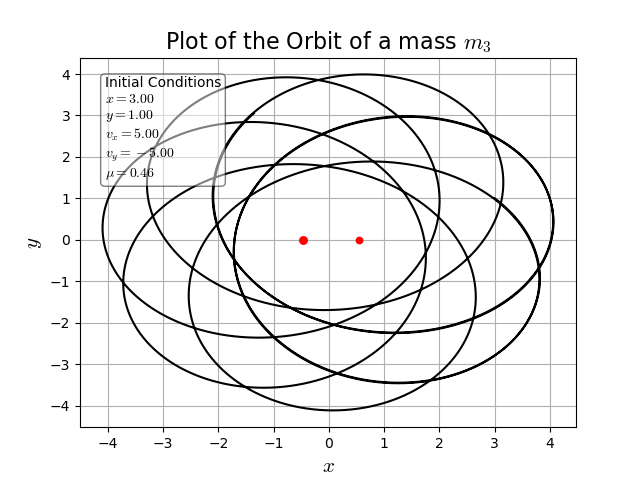 Plot of the Orbit of a mass m₃
Initial Conditions
x = 3.00
y = 1.00
vₓ = 5.00
v_y = −5.00
μ = 0.46
4
3
2
1
0
−1
−2
−3
−4
y
−4 −3 −2 −1 0 1 2 3 4
x